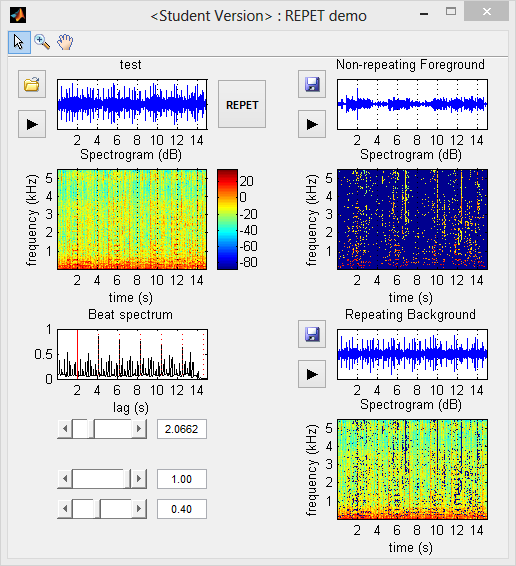 <Student Version> : REPET demo
test
2 4 6 8 10 12 14
REPET
Spectrogram (dB)
frequency (kHz)
5
4
3
2
1
2 4 6 8 10 12 14
time (s)
20
0
-20
-40
-60
-80
Beat spectrum
1
0.5
0
2 4 6 8 10 12 14
lag (s)
2.0662
1.00
0.40
Non-repeating Foreground
2 4 6 8 10 12 14
Spectrogram (dB)
frequency (kHz)
5
4
3
2
1
2 4 6 8 10 12 14
time (s)
Repeating Background
2 4 6 8 10 12 14
Spectrogram (dB)
frequency (kHz)
5
4
3
2
1
2 4 6 8 10 12 14
time (s)